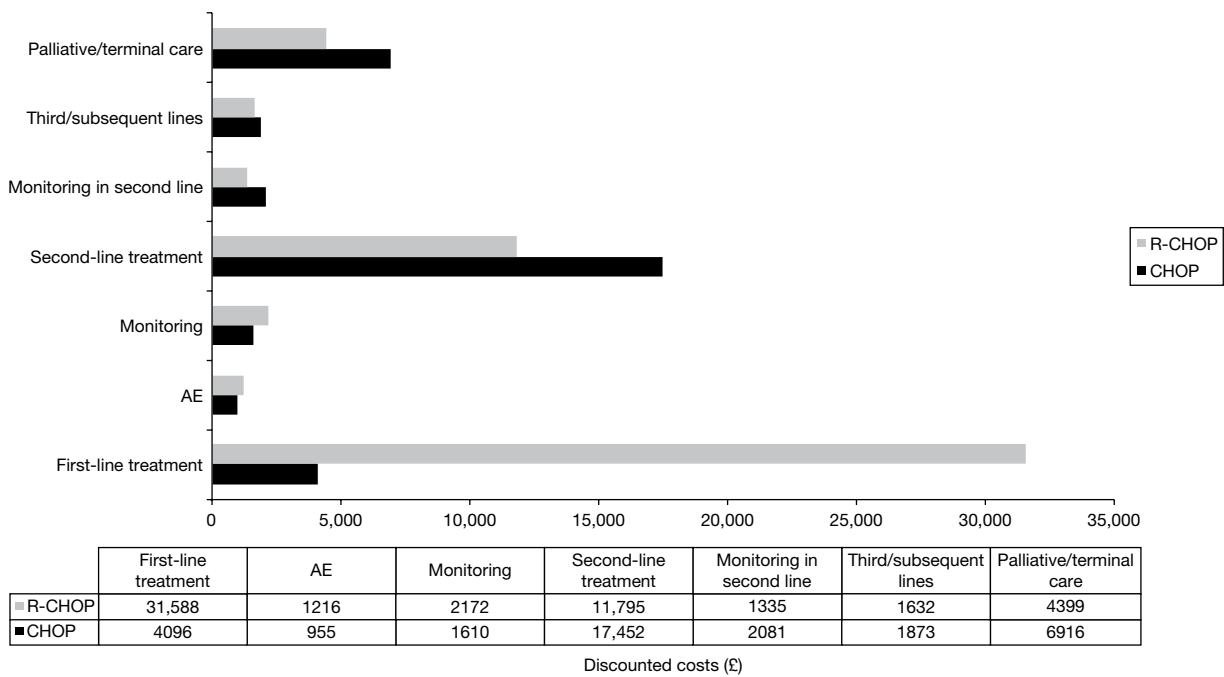 Palliative/terminal care
Third/subsequent lines
Monitoring in second line
Second-line treatment
Monitoring
AE
First-line treatment
0 5,000 10,000 15,000 20,000 25,000 30,000 35,000
R-CHOP
CHOP
First-line treatment AE Monitoring Second-line treatment Monitoring in second line Third/subsequent lines Palliative/terminal care
R-CHOP 31,588 1216 2172 11,795 1335 1632 4399
CHOP 4096 955 1610 17,452 2081 1873 6916
Discounted costs (£)